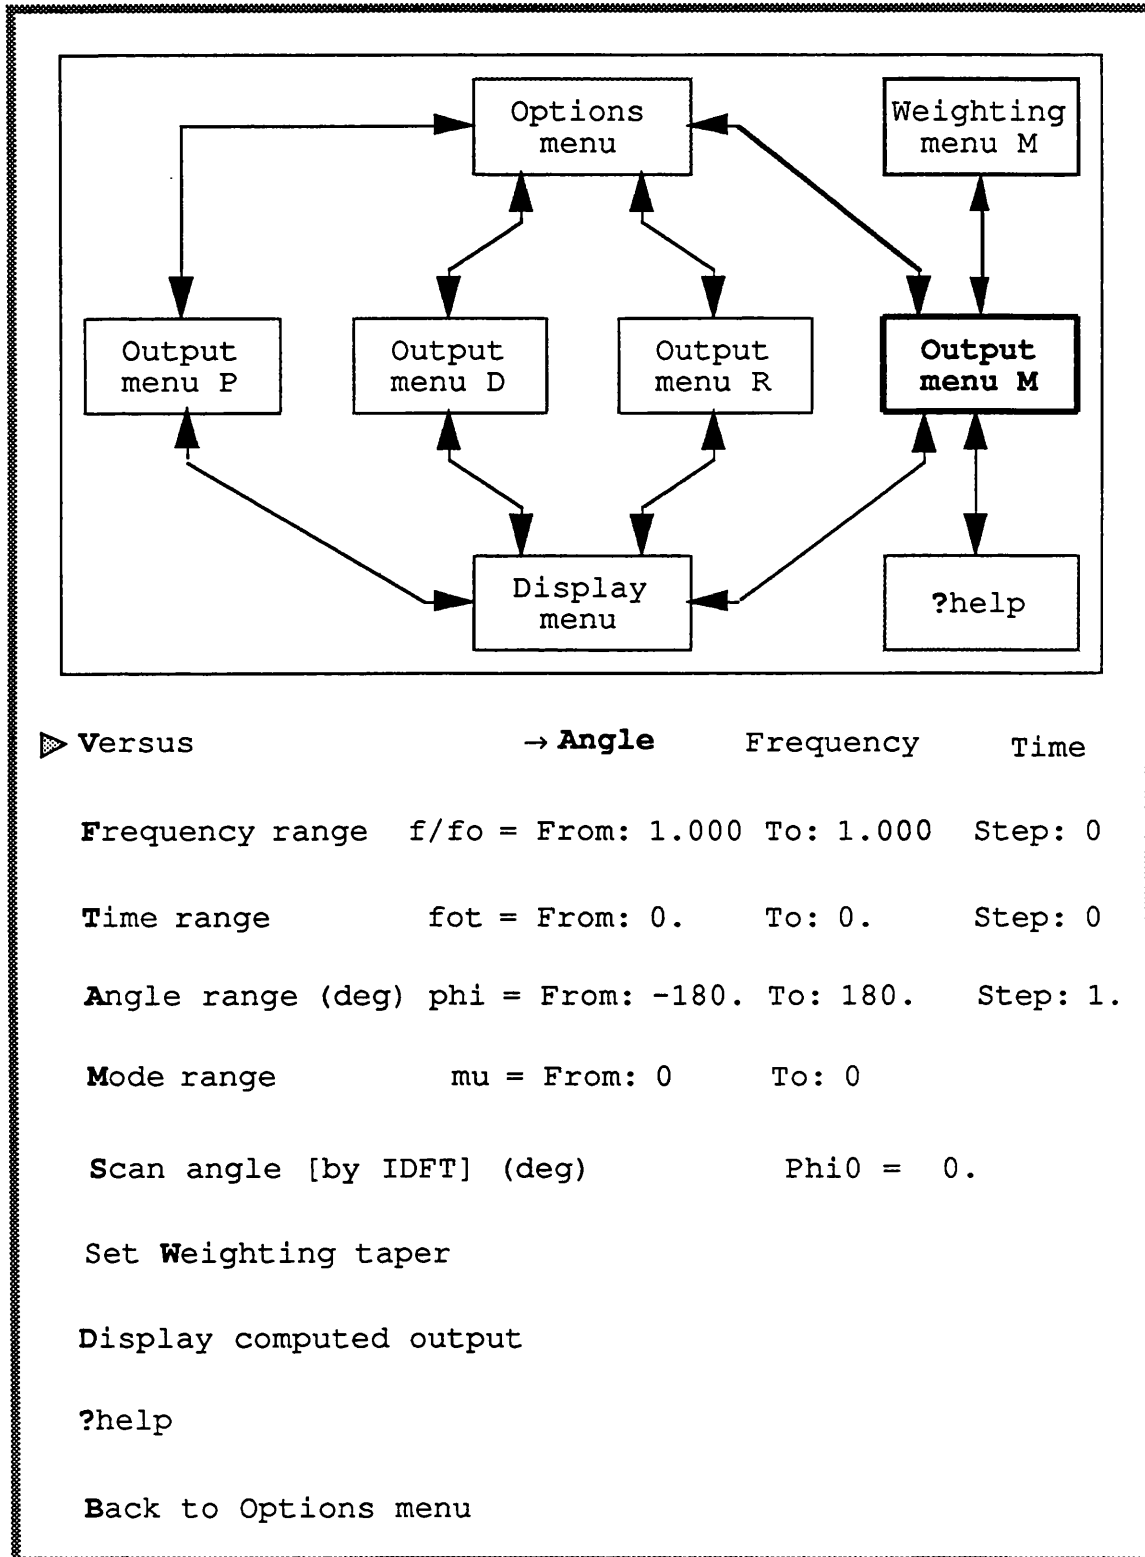 Options
menu
Weighting
menu M
Output
menu P
Output
menu D
Output
menu R
Output
menu M
Display
menu
?help
Versus → Angle Frequency Time
Frequency range f/fo = From: 1.000 To: 1.000 Step: 0
Time range fot = From: 0. To: 0. Step: 0
Angle range (deg) phi = From: -180. To: 180. Step: 1.
Mode range mu = From: 0 To: 0
Scan angle [by IDFT] (deg) Phi0 = 0.
Set Weighting taper
Display computed output
?help
Back to Options menu